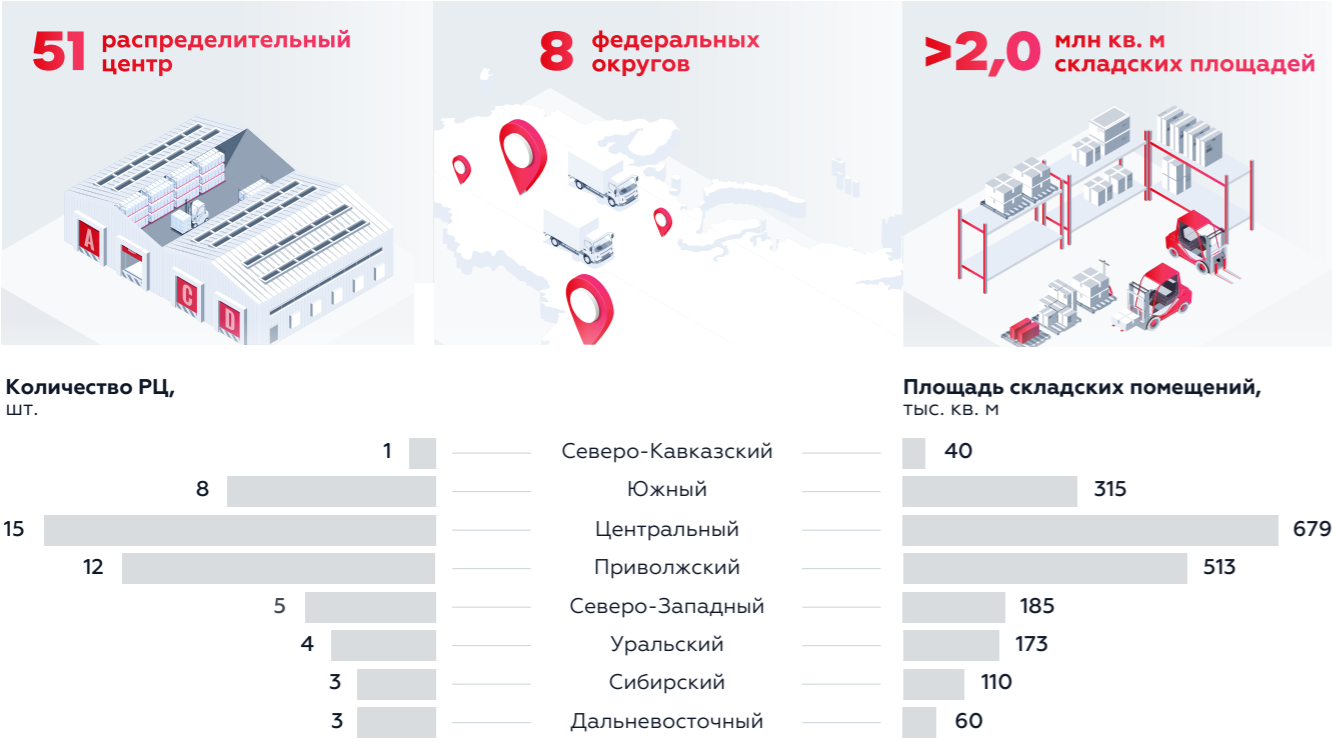 51 распределительный
центр
8 федеральных
округов
>2,0 млн кв. м
складских площадей
A
C
D
Количество РЦ,
шт.
Площадь складских помещений,
тыс. кв. м
1 Северо-Кавказский 40
8 Южный 315
15 Центральный 679
12 Приволжский 513
5 Северо-Западный 185
4 Уральский 173
3 Сибирский 110
3 Дальневосточный 60